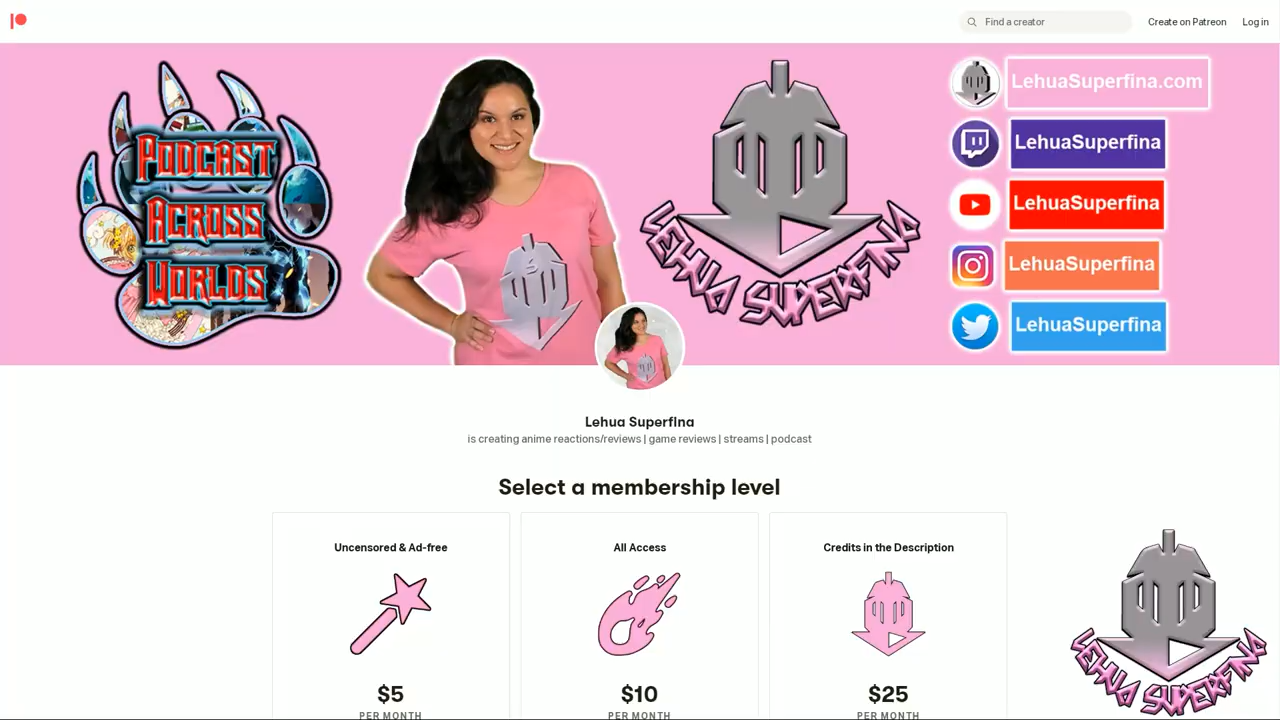 Find a creator
Create on Patreon
Log in
PODCAST
ACROSS
WORLDS
LEHUA SUPERFINA
LehuaSuperfina.com
LehuaSuperfina
LehuaSuperfina
LehuaSuperfina
LehuaSuperfina
Lehua Superfina
is creating anime reactions/reviews | game reviews | streams | podcast
Select a membership level
Uncensored & Ad-free
All Access
Credits in the Description
$5
$10
$25
PER MONTH
PER MONTH
PER MONTH
LEHUA SUPERFINA